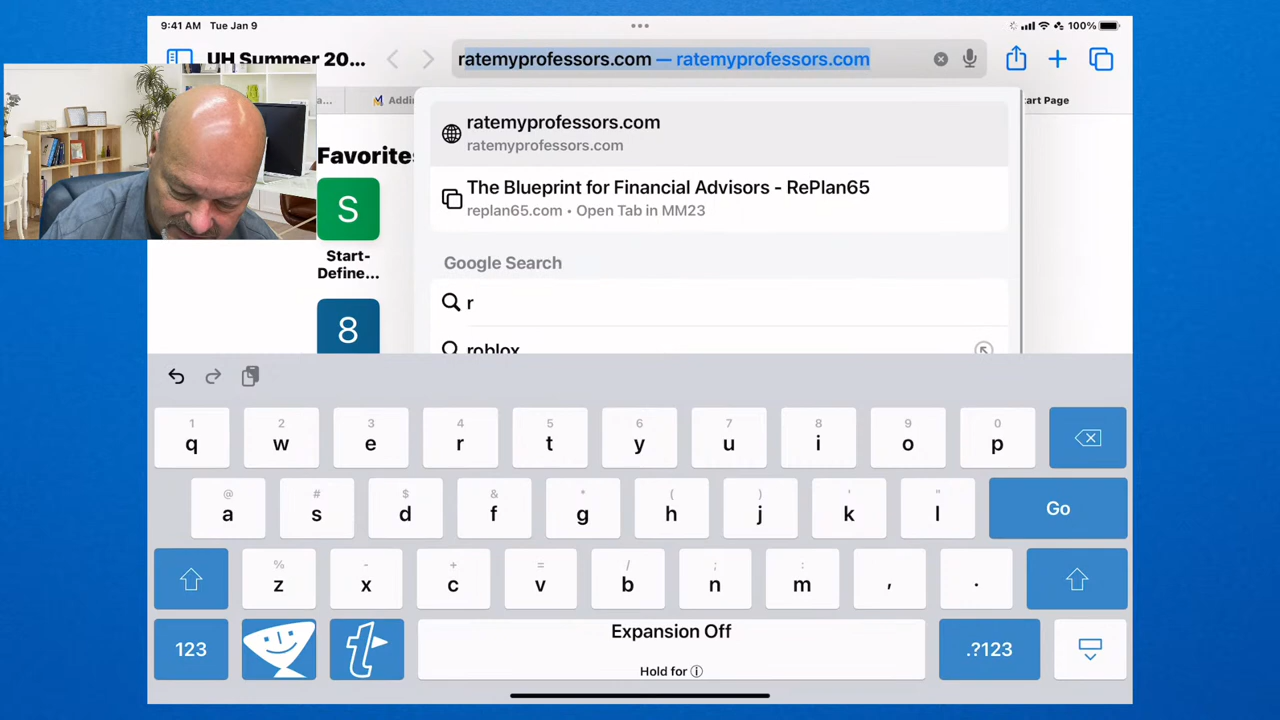 9:41 AM Tue Jan 9
100%
UH Summer 20...
ratemyprofessors.com — ratemyprofessors.com
a...
Addin
art Page
ratemyprofessors.com
ratemyprofessors.com
Favorites
The Blueprint for Financial Advisors - RePlan65
replan65.com • Open Tab in MM23
S
Start-
Define...
Google Search
r
8
roblox
1 2 3 4 5 6 7 8 9 0
q w e r t y u i o p
@ # $ & * ( ) ' "
a s d f g h j k l Go
% - + = / ; : 
z x c v b n m , .
123 t Expansion Off .?123
Hold for ⓘ